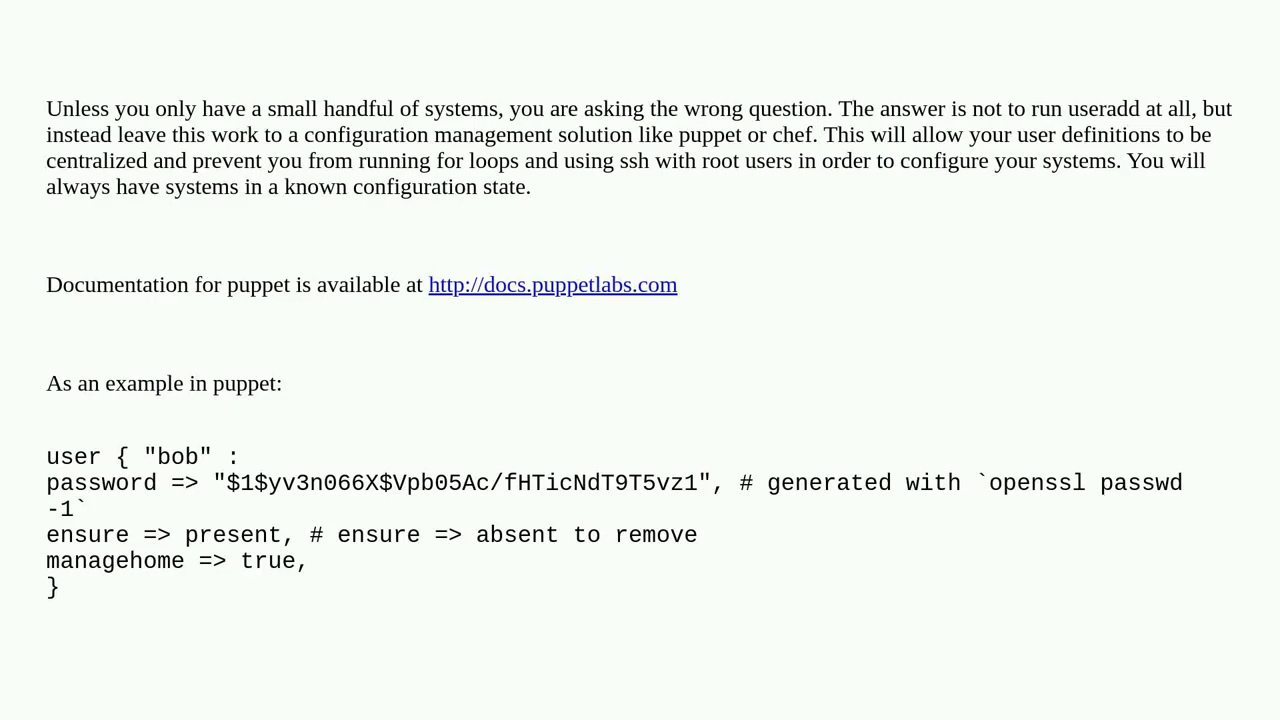 Unless you only have a small handful of systems, you are asking the wrong question. The answer is not to run useradd at all, but
instead leave this work to a configuration management solution like puppet or chef. This will allow your user definitions to be
centralized and prevent you from running for loops and using ssh with root users in order to configure your systems. You will
always have systems in a known configuration state.
Documentation for puppet is available at http://docs.puppetlabs.com
As an example in puppet:
user { "bob" :
password => "$1$yv3n066X$Vpb05Ac/fHTicNdT9T5vz1", # generated with `openssl passwd
-1`
ensure => present, # ensure => absent to remove
managehome => true,
}